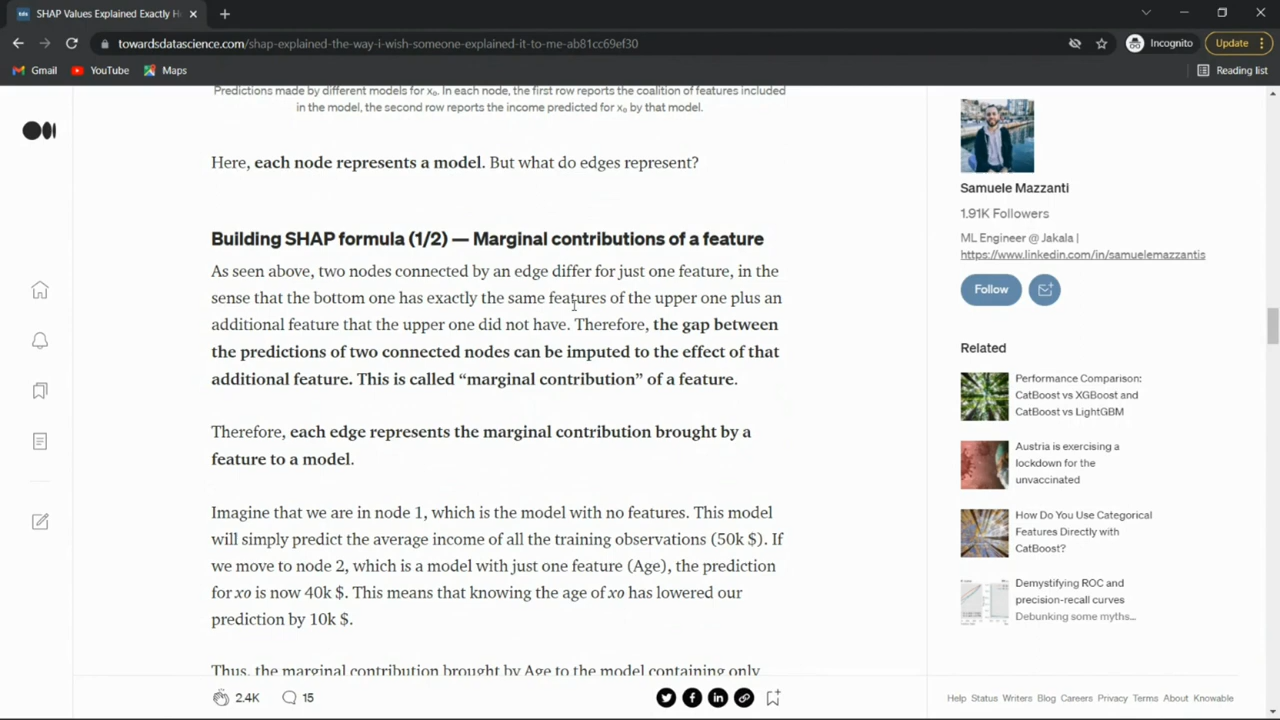 SHAP Values Explained Exactly H
towardsdatascience.com/shap-explained-the-way-i-wish-someone-explained-it-to-me-ab81cc69ef30
Incognito
Update
Gmail
YouTube
Maps
Reading list
Predictions made by different models for x₀. In each node, the first row reports the coalition of features included
in the model, the second row reports the income predicted for x₀ by that model.
Here, each node represents a model. But what do edges represent?
Building SHAP formula (1/2) — Marginal contributions of a feature
As seen above, two nodes connected by an edge differ for just one feature, in the
sense that the bottom one has exactly the same features of the upper one plus an
additional feature that the upper one did not have. Therefore, the gap between
the predictions of two connected nodes can be imputed to the effect of that
additional feature. This is called “marginal contribution” of a feature.
Therefore, each edge represents the marginal contribution brought by a
feature to a model.
Imagine that we are in node 1, which is the model with no features. This model
will simply predict the average income of all the training observations (50k $). If
we move to node 2, which is a model with just one feature (Age), the prediction
for xo is now 40k $. This means that knowing the age of xo has lowered our
prediction by 10k $.
Thus, the marginal contribution brought by Age to the model containing only
2.4K
15
Samuele Mazzanti
1.91K Followers
ML Engineer @ Jakala |
https://www.linkedin.com/in/samuelemazzantis
Follow
Related
Performance Comparison:
CatBoost vs XGBoost and
CatBoost vs LightGBM
Austria is exercising a
lockdown for the
unvaccinated
How Do You Use Categorical
Features Directly with
CatBoost?
Demystifying ROC and
precision-recall curves
Debunking some myths...
Help Status Writers Blog Careers Privacy Terms About Knowable